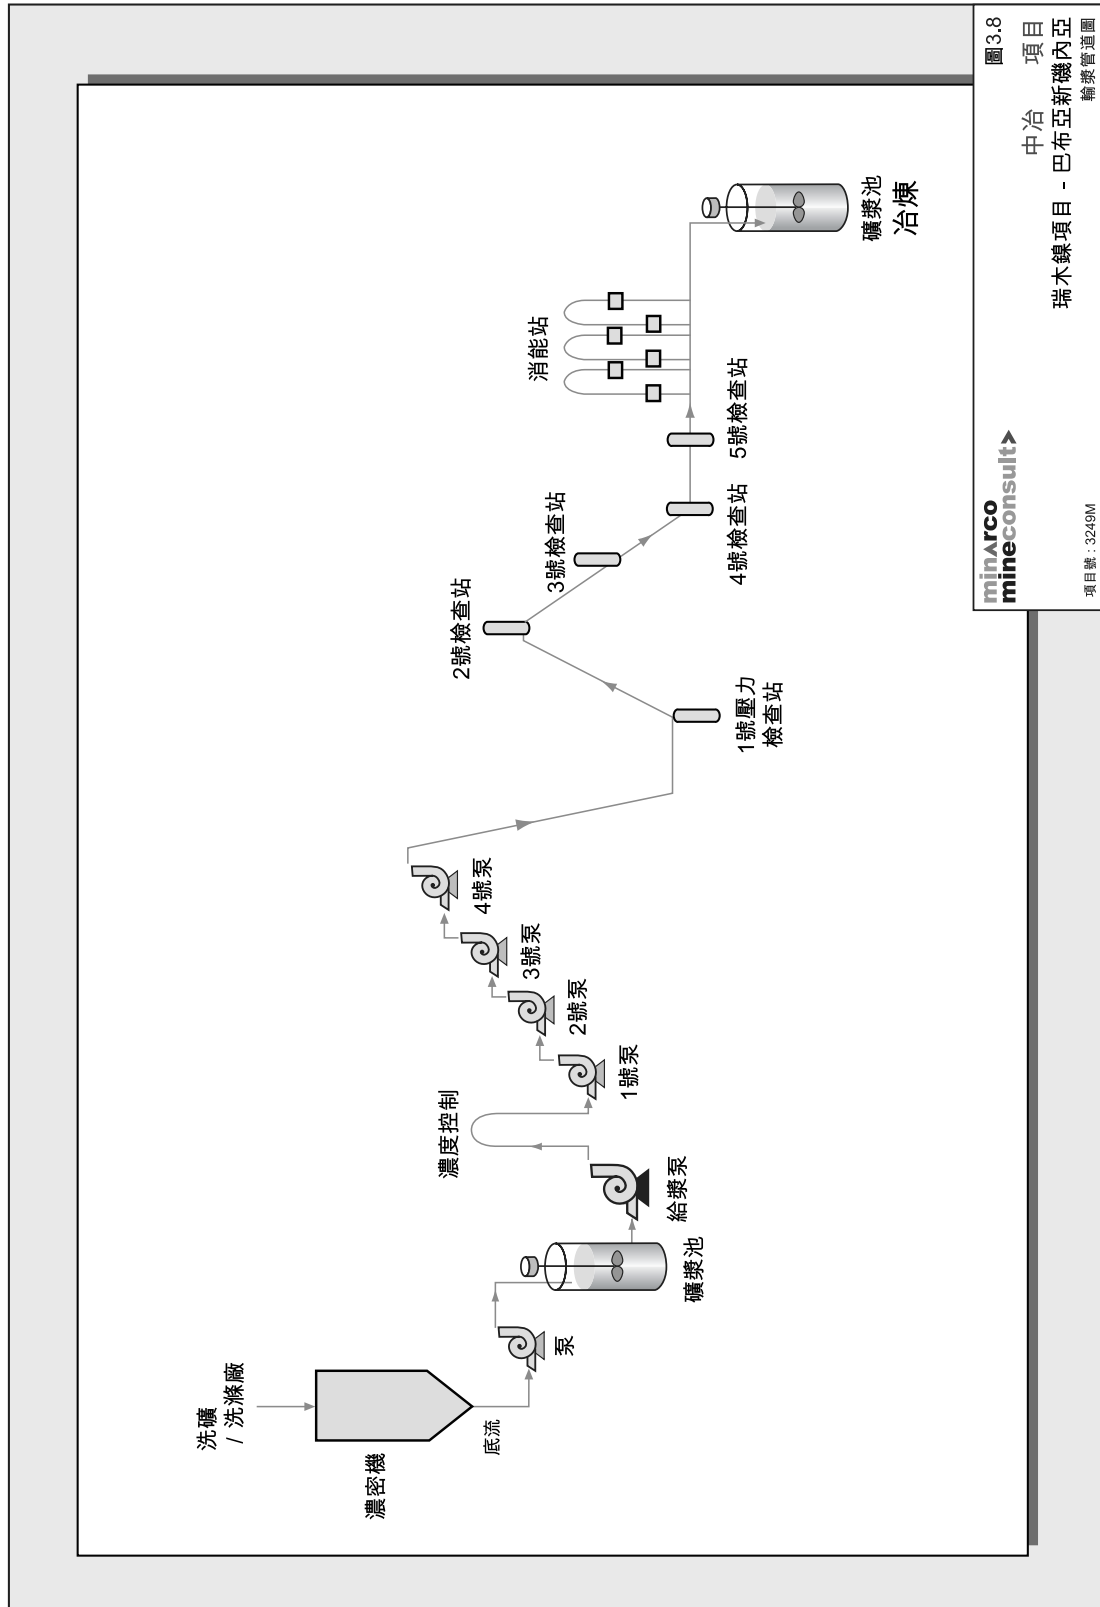 洗礦
/ 洗滌廠
濃密機
底流
泵
礦漿池
給漿泵
濃度控制
1號泵
2號泵
3號泵
4號泵
1號壓力
檢查站
2號檢查站
3號檢查站
4號檢查站
5號檢查站
消能站
礦漿池
冶煉
minarco
mineconsult
項目號：3249M
圖3.8
中冶 項目
瑞木鎳項目 - 巴布亞新磯內亞
輸漿管道圖